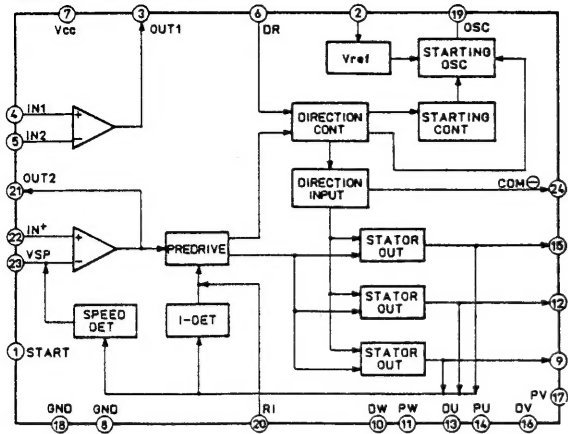 7 3 6 2 19
Vcc OUT1 DR OSC
Vref STARTING OSC
4 IN1 +
5 IN2 −
DIRECTION CONT STARTING CONT
21 OUT2
DIRECTION INPUT COM⊖ 24
22 IN+ +
23 VSP −
PREDRIVE
STATOR OUT 15
STATOR OUT 12
SPEED DET I-DET
STATOR OUT 9
1 START
PV 17
GND GND RI DW PW DU PU DV
18 8 20 10 11 13 14 16